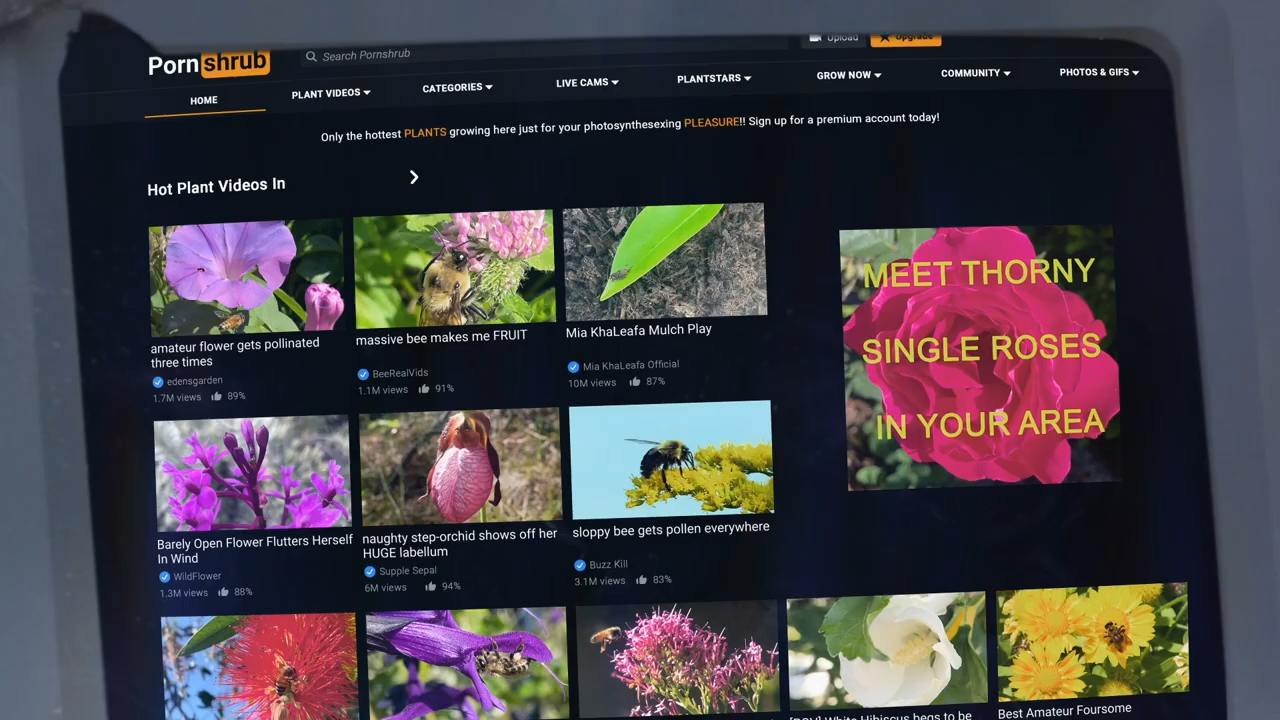 Pornshrub
Search Pornshrub
Upload
Upgrade
HOME
PLANT VIDEOS
CATEGORIES
LIVE CAMS
PLANTSTARS
GROW NOW
COMMUNITY
PHOTOS & GIFS
Only the hottest PLANTS growing here just for your photosynthesexing PLEASURE!! Sign up for a premium account today!
Hot Plant Videos In
amateur flower gets pollinated
three times
edensgarden
1.7M views 89%
massive bee makes me FRUIT
BeeRealVids
1.1M views 91%
Mia KhaLeafa Mulch Play
Mia KhaLeafa Official
10M views 87%
MEET THORNY
SINGLE ROSES
IN YOUR AREA
Barely Open Flower Flutters Herself
In Wind
WildFlower
1.3M views 88%
naughty step-orchid shows off her
HUGE labellum
Supple Sepal
6M views 94%
sloppy bee gets pollen everywhere
Buzz Kill
3.1M views 83%
[POV] White Hibiscus begs to be
Best Amateur Foursome